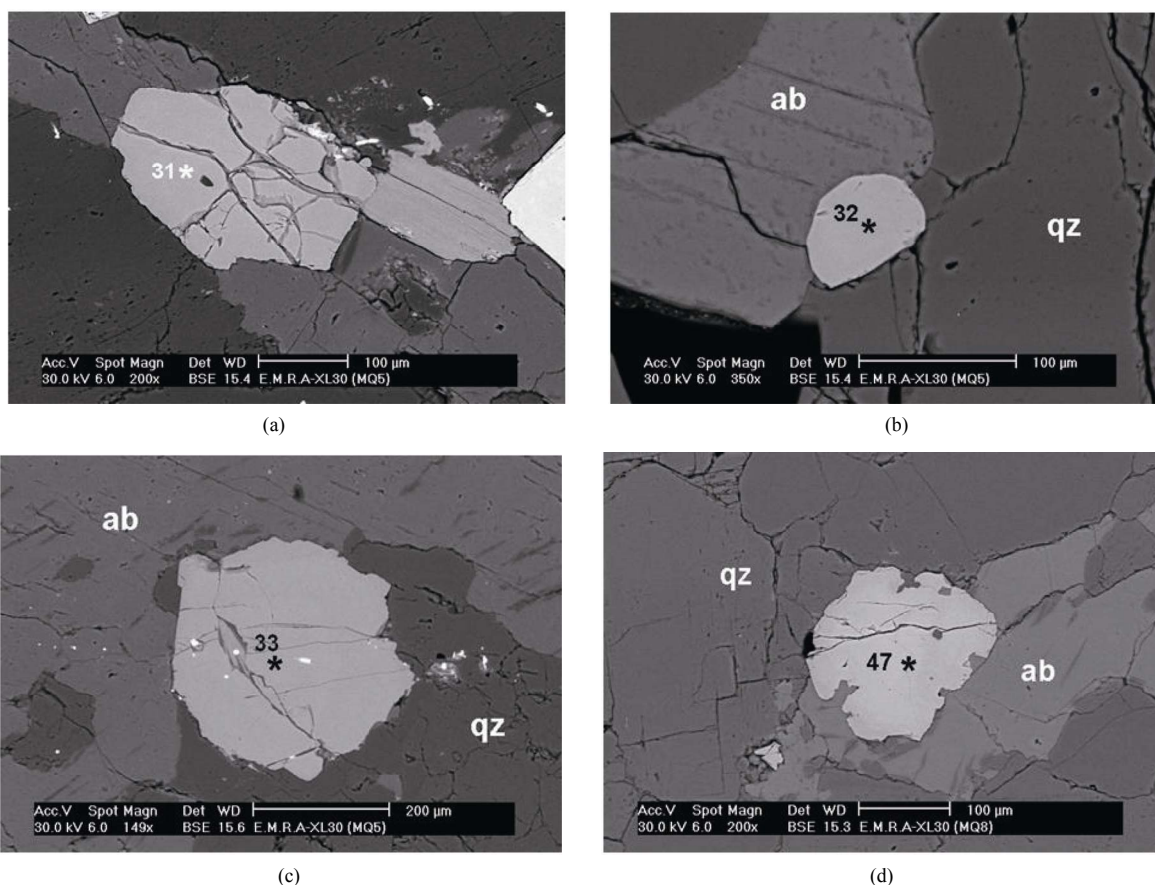 31 *
Acc.V Spot Magn Det WD 100 µm
30.0 kV 6.0 200x BSE 15.4 E.M.R.A-XL30 (MQ5)
(a)
ab
32 *
qz
Acc.V Spot Magn Det WD 100 µm
30.0 kV 6.0 350x BSE 15.4 E.M.R.A-XL30 (MQ5)
(b)
ab
33
*
qz
Acc.V Spot Magn Det WD 200 µm
30.0 kV 6.0 149x BSE 15.6 E.M.R.A-XL30 (MQ5)
(c)
qz
47 *
ab
Acc.V Spot Magn Det WD 100 µm
30.0 kV 6.0 200x BSE 15.3 E.M.R.A-XL30 (MQ8)
(d)